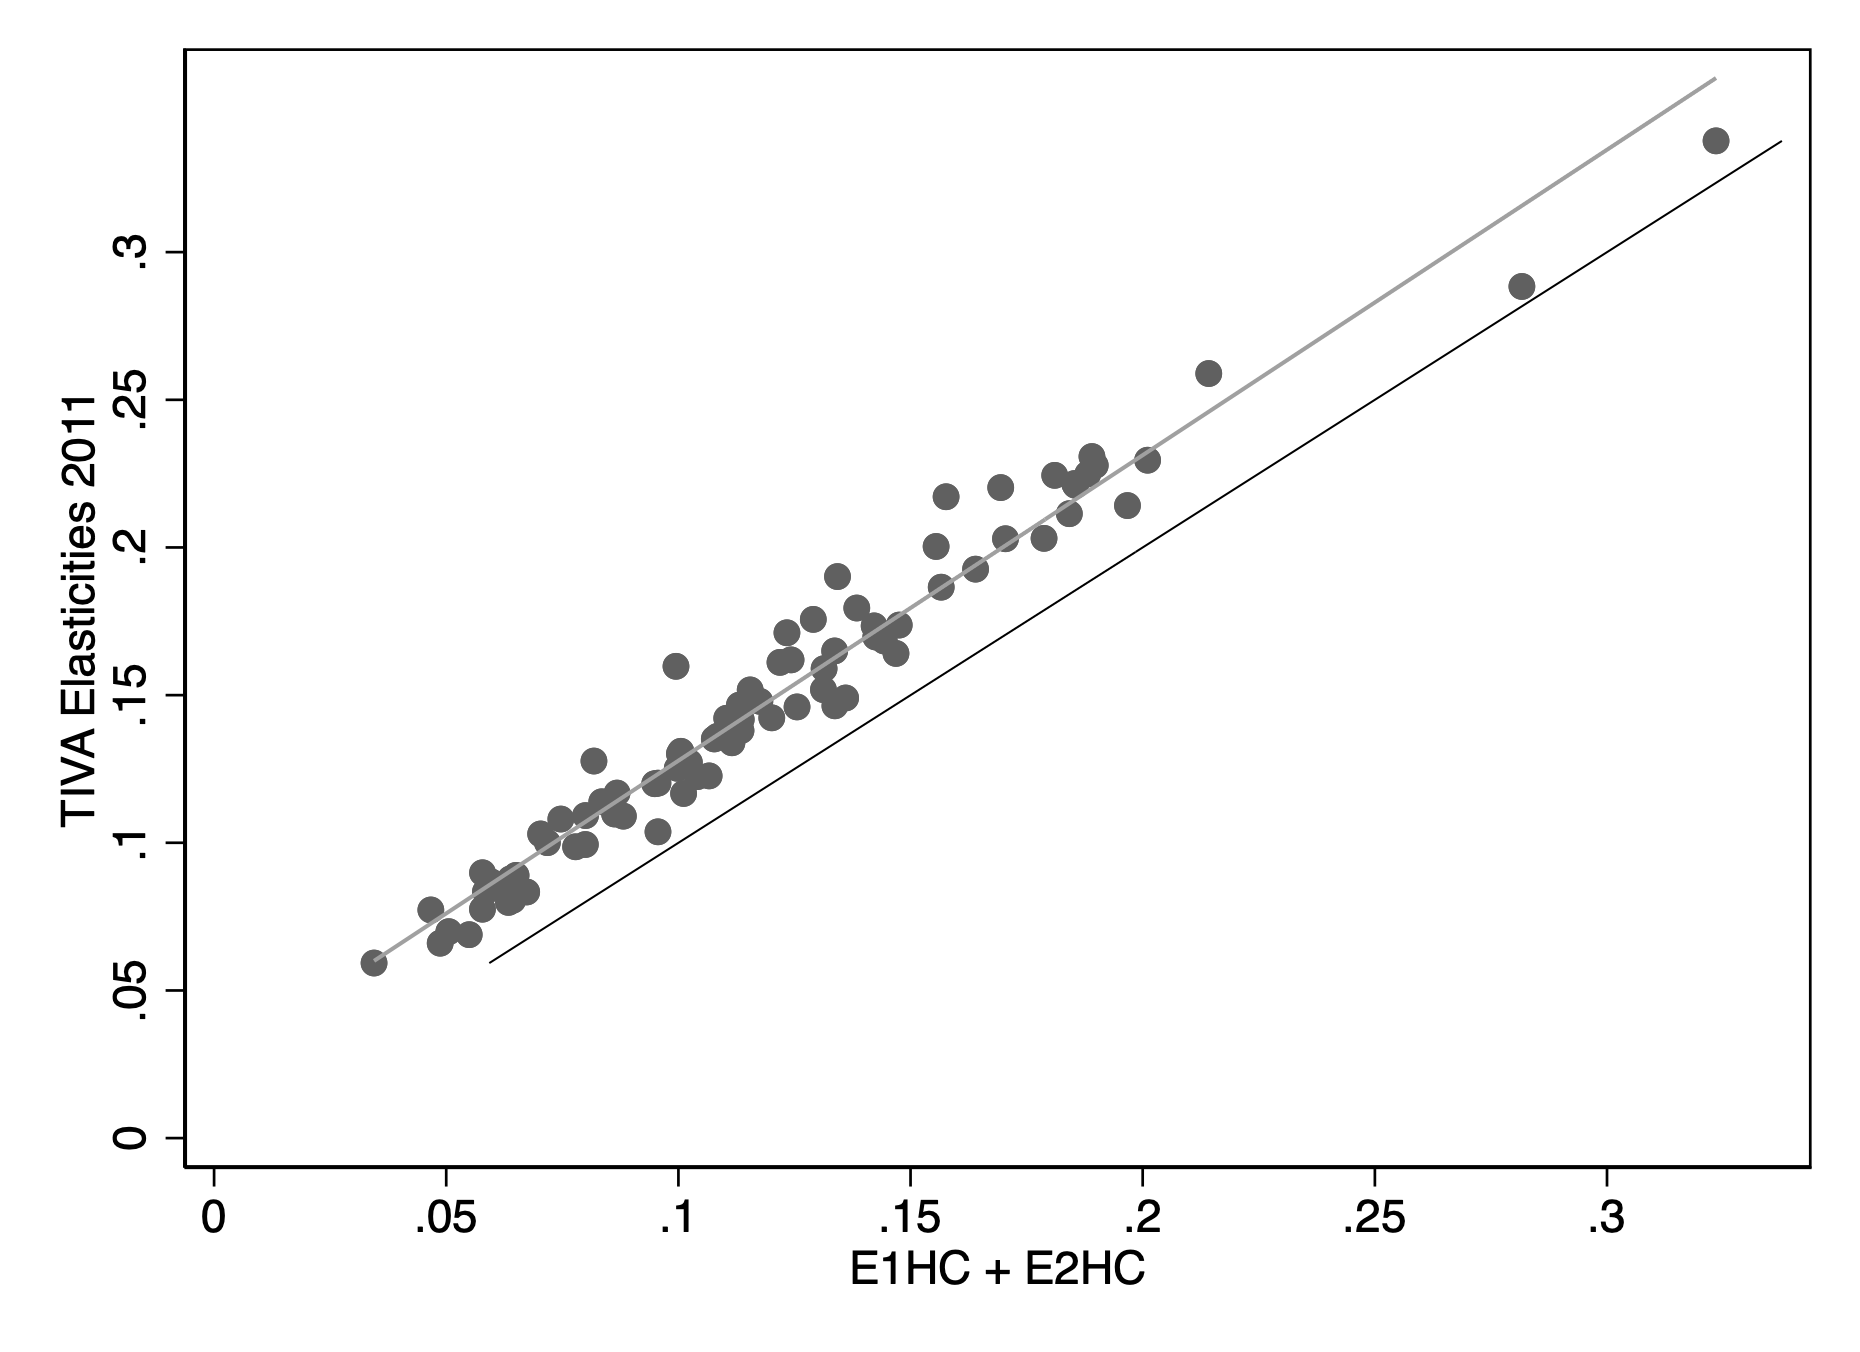 TIVA Elasticities 2011
.3
.25
.2
.15
.1
.05
0
0 .05 .1 .15 .2 .25 .3
E1HC + E2HC